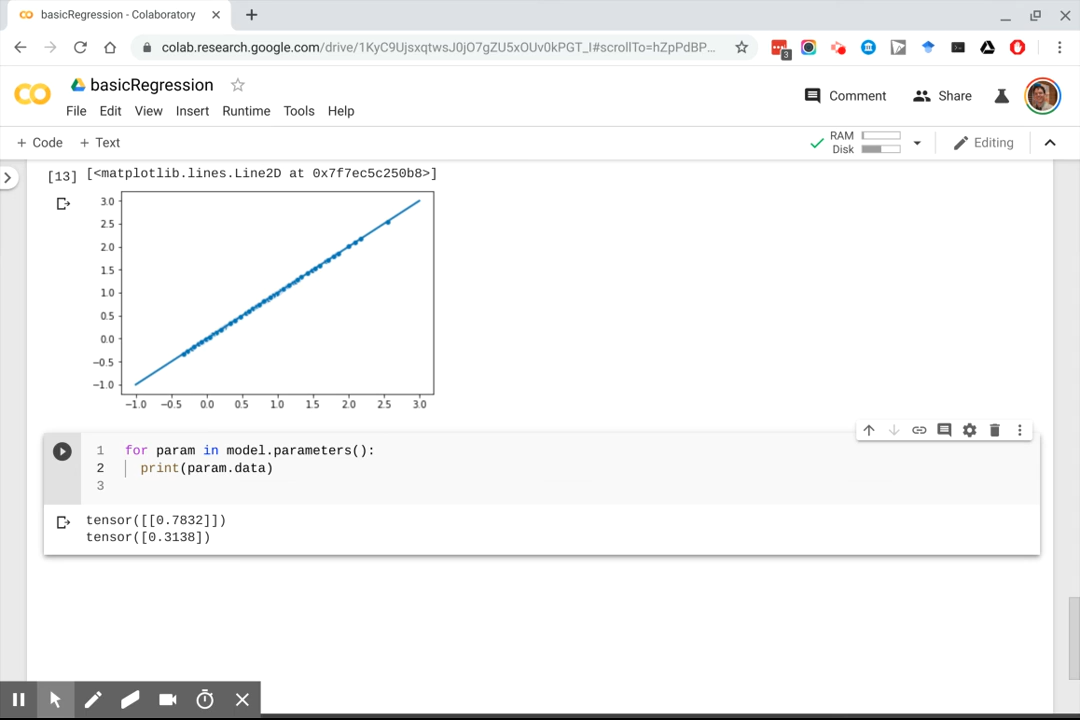 basicRegression - Colaboratory
colab.research.google.com/drive/1KyC9UjsxqtwsJ0jO7gZU5xOUv0kPGT_I#scrollTo=hZpPdBP...
3
basicRegression
Comment
Share
File Edit View Insert Runtime Tools Help
+ Code + Text
RAM
Disk
Editing
[13] [<matplotlib.lines.Line2D at 0x7f7ec5c250b8>]
3.0
2.5
2.0
1.5
1.0
0.5
0.0
−0.5
−1.0
−1.0 −0.5 0.0 0.5 1.0 1.5 2.0 2.5 3.0
1 for param in model.parameters():
2 print(param.data)
3
tensor([[0.7832]])
tensor([0.3138])